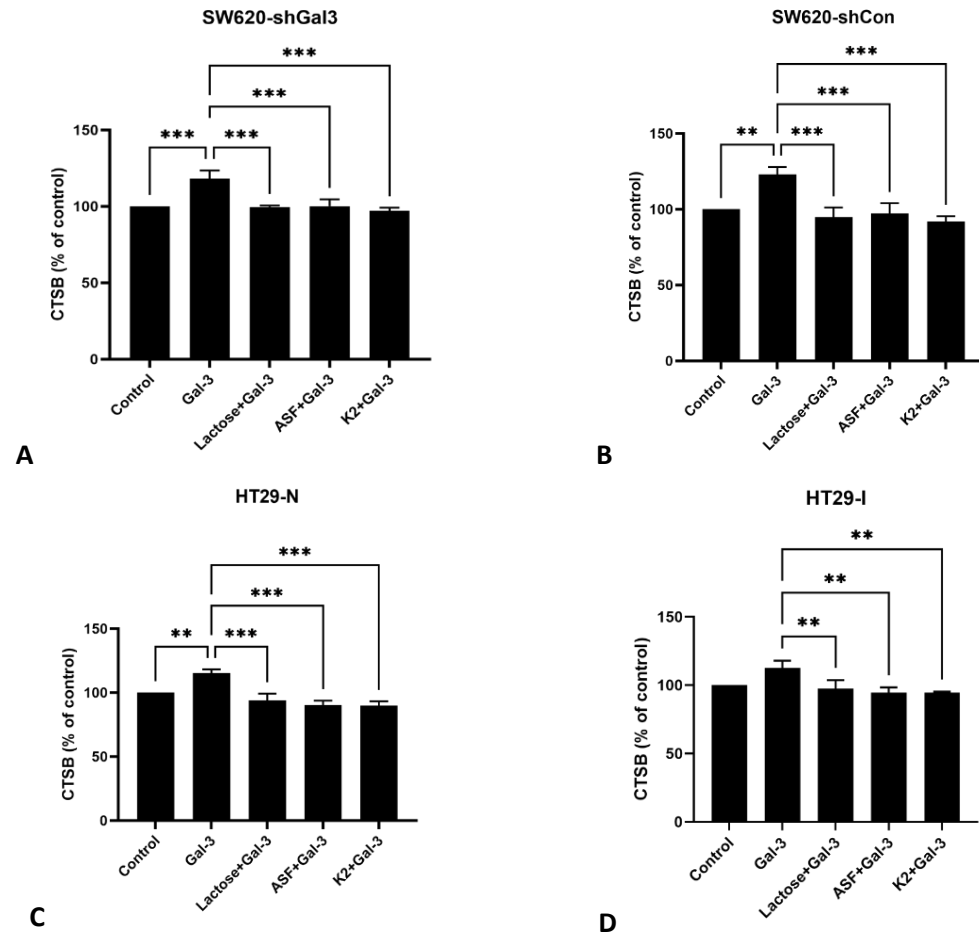 SW620-shGal3
***
***
*** ***
150
100
50
0
CTSB (% of control)
Control
Gal-3
Lactose+Gal-3
ASF+Gal-3
K2+Gal-3
A
SW620-shCon
***
***
** ***
150
100
50
0
CTSB (% of control)
Control
Gal-3
Lactose+Gal-3
ASF+Gal-3
K2+Gal-3
B
HT29-N
***
***
** ***
150
100
50
0
CTSB (% of control)
Control
Gal-3
Lactose+Gal-3
ASF+Gal-3
K2+Gal-3
C
HT29-I
**
**
**
150
100
50
0
CTSB (% of control)
Control
Gal-3
Lactose+Gal-3
ASF+Gal-3
K2+Gal-3
D